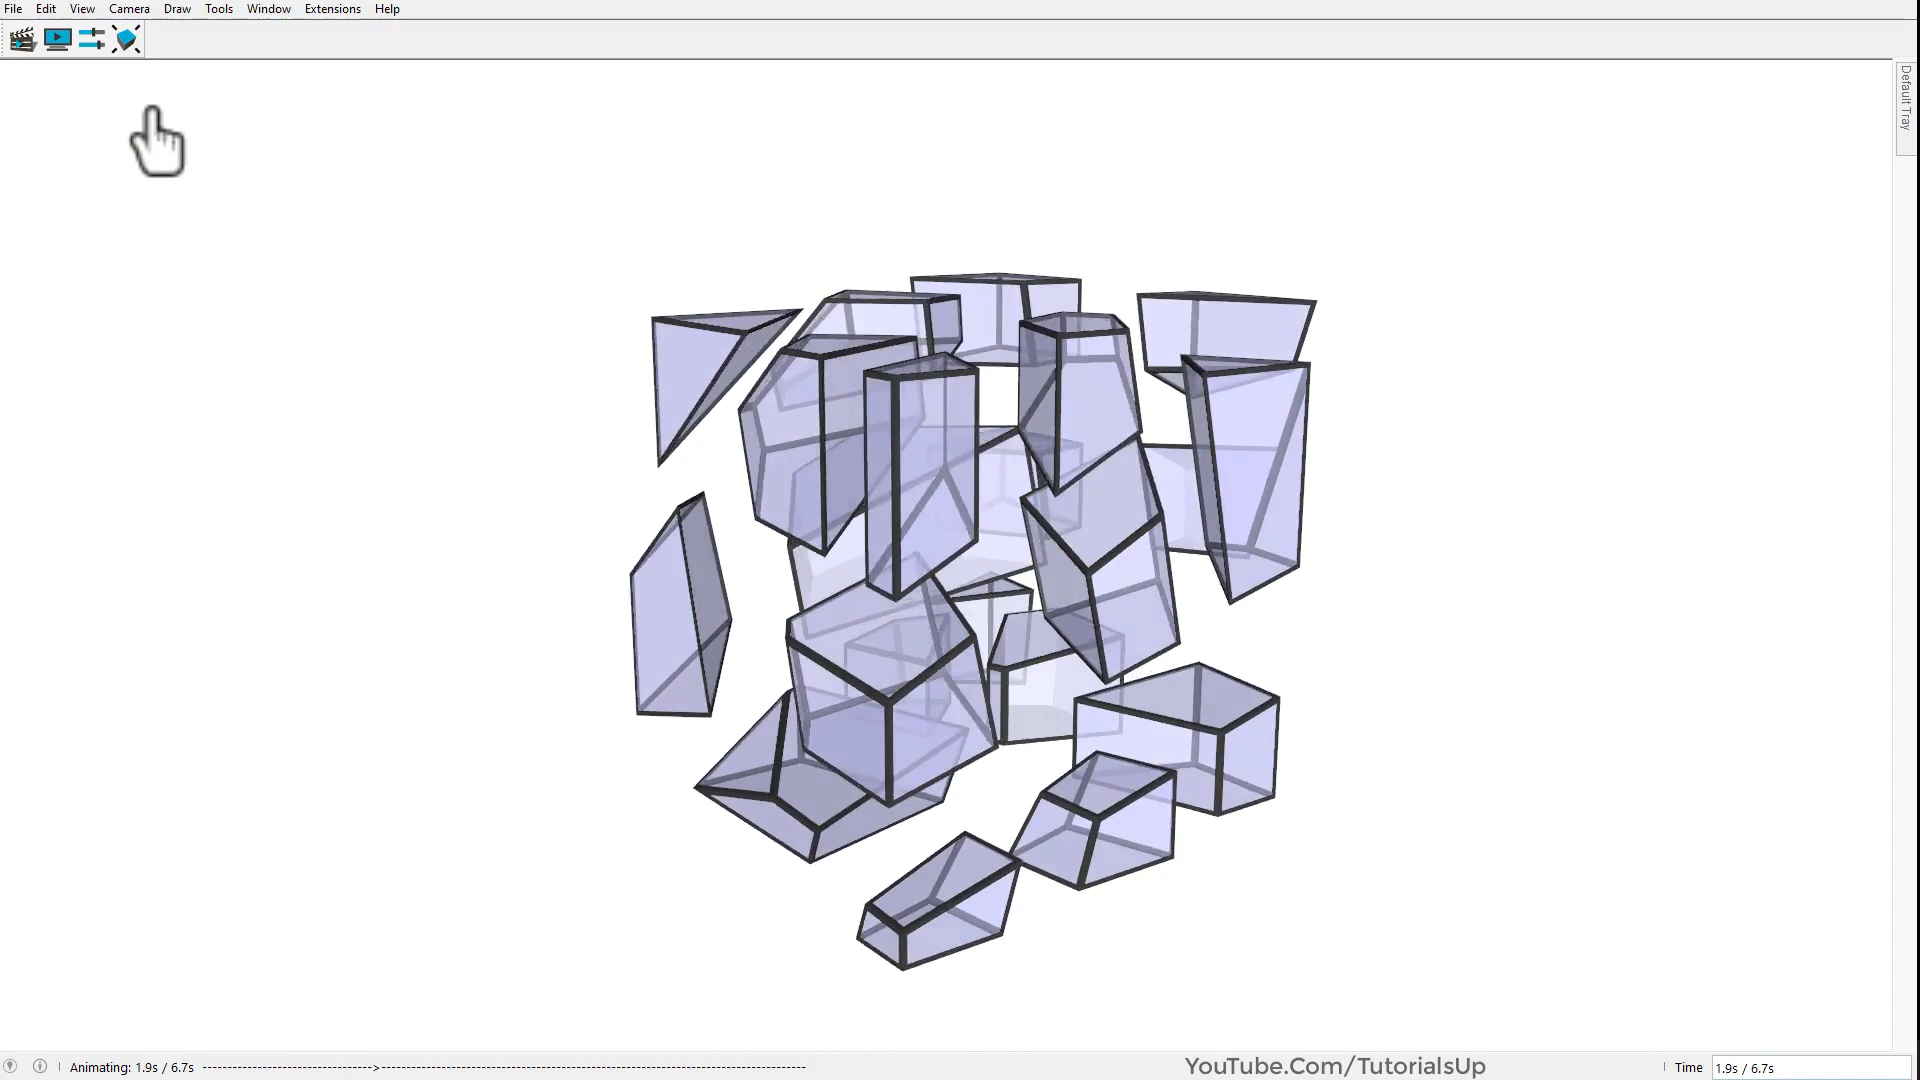 File Edit View Camera Draw Tools Window Extensions Help
Default Tray
Animating: 1.9s / 6.7s ---------------------------------->-------------------------------------------------------------------------------------
YouTube.Com/TutorialsUp
Time 1.9s / 6.7s